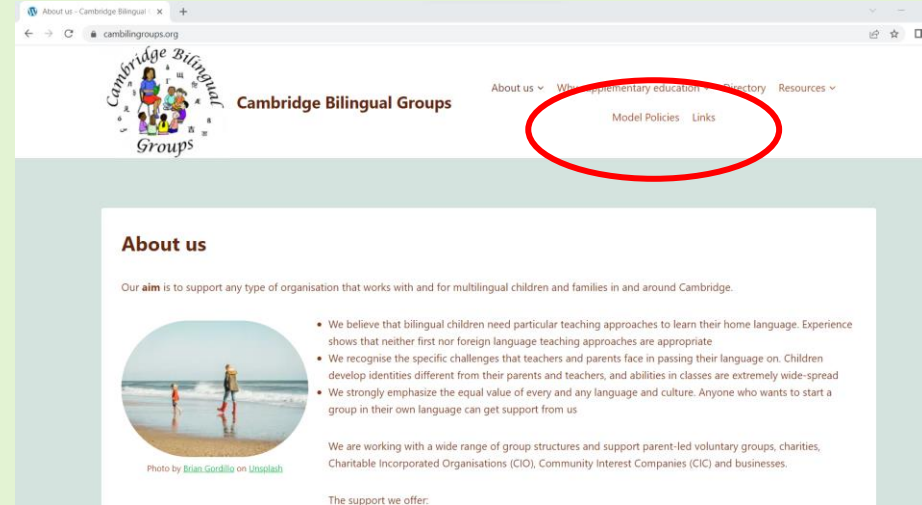 About us - Cambridge Bilingual
cambilingroups.org
Cambridge Bilingual
Groups
Cambridge Bilingual Groups
About us Why supplementary education Directory Resources
Model Policies Links
About us
Our aim is to support any type of organisation that works with and for multilingual children and families in and around Cambridge.
• We believe that bilingual children need particular teaching approaches to learn their home language. Experience
shows that neither first nor foreign language teaching approaches are appropriate
• We recognise the specific challenges that teachers and parents face in passing their language on. Children
develop identities different from their parents and teachers, and abilities in classes are extremely wide-spread
• We strongly emphasize the equal value of every and any language and culture. Anyone who wants to start a
group in their own language can get support from us
Photo by Brian Gordillo on Unsplash
We are working with a wide range of group structures and support parent-led voluntary groups, charities,
Charitable Incorporated Organisations (CIO), Community Interest Companies (CIC) and businesses.
The support we offer: